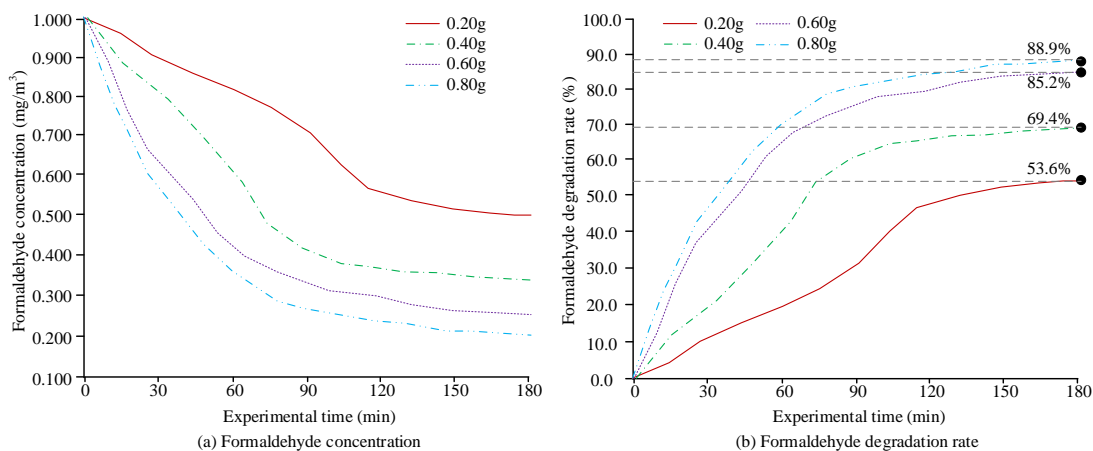 Formaldehyde concentration (mg/m³)
1.000
0.900
0.800
0.700
0.600
0.500
0.400
0.300
0.200
0.100
0.20g
0.40g
0.60g
0.80g
0 30 60 90 120 150 180
Experimental time (min)
(a) Formaldehyde concentration
Formaldehyde degradation rate (%)
100.0
90.0
80.0
70.0
60.0
50.0
40.0
30.0
20.0
10.0
0.0
0.20g 0.60g
0.40g 0.80g
88.9%
85.2%
69.4%
53.6%
0 30 60 90 120 150 180
Experimental time (min)
(b) Formaldehyde degradation rate